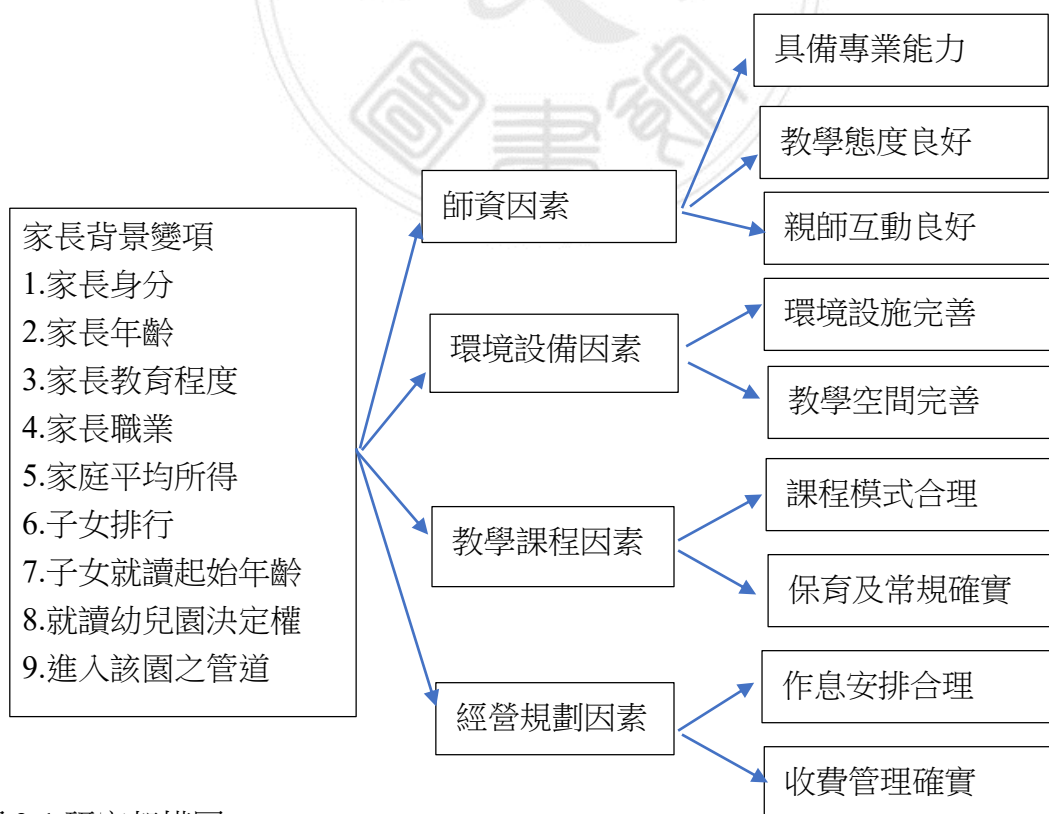 家長背景變項
1.家長身分
2.家長年齡
3.家長教育程度
4.家長職業
5.家庭平均所得
6.子女排行
7.子女就讀起始年齡
8.就讀幼兒園決定權
9.進入該園之管道
師資因素
環境設備因素
教學課程因素
經營規劃因素
具備專業能力
教學態度良好
親師互動良好
環境設施完善
教學空間完善
課程模式合理
保育及常規確實
作息安排合理
收費管理確實